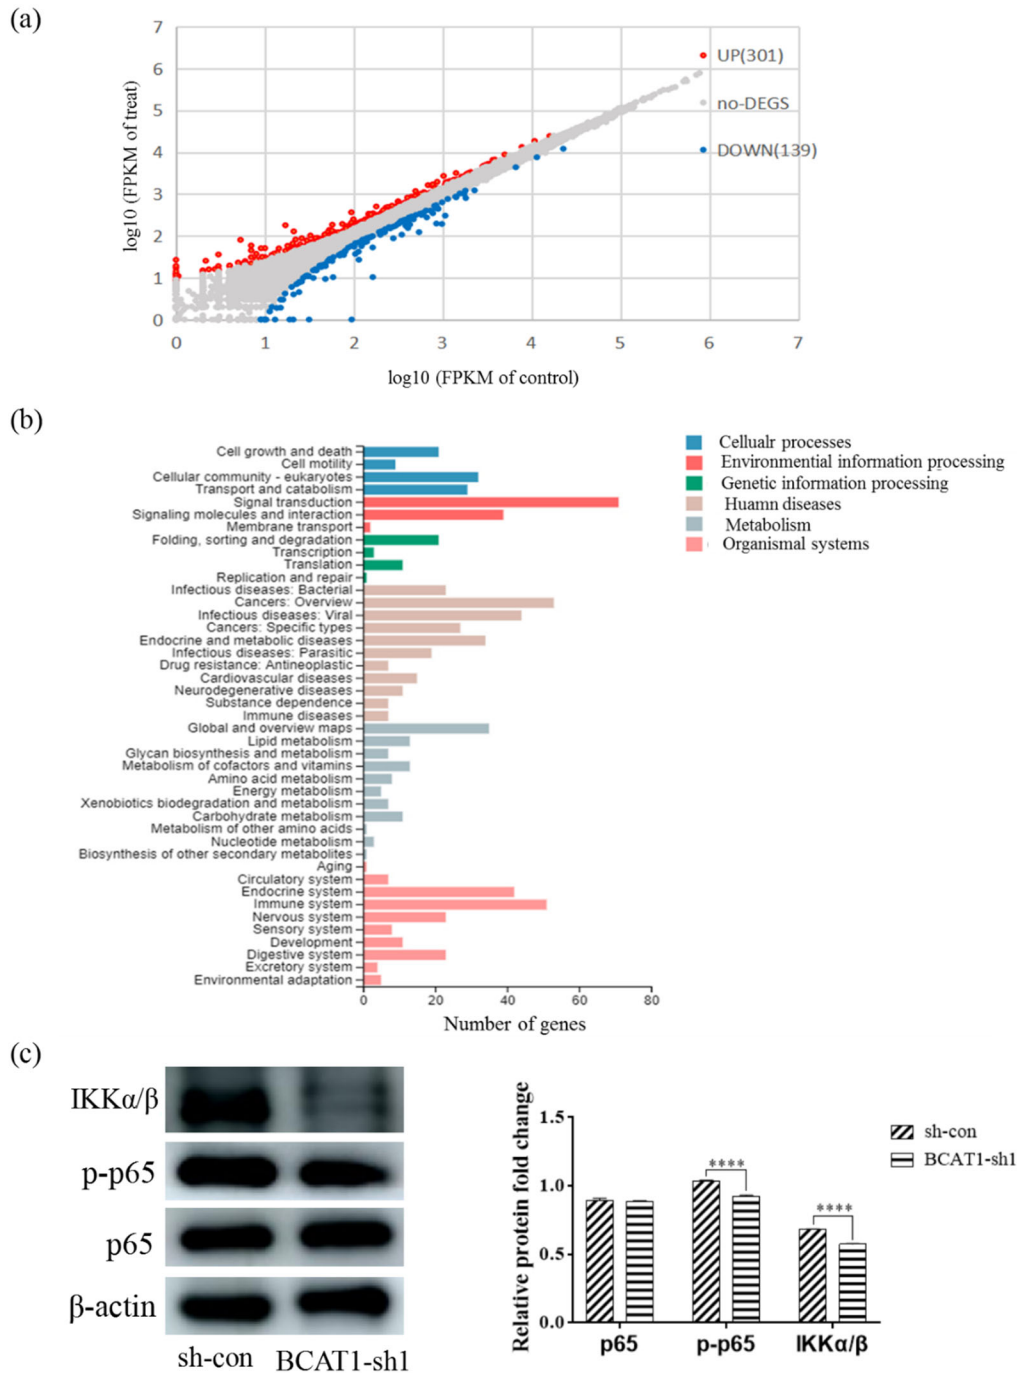 (a)
7
6
5
4
3
2
1
0
log10 (FPKM of treat)
UP(301)
no-DEGS
DOWN(139)
0 1 2 3 4 5 6 7
log10 (FPKM of control)
(b)
Cell growth and death
Cell motility
Cellular community - eukaryotes
Transport and catabolism
Signal transduction
Signaling molecules and interaction
Membrane transport
Folding, sorting and degradation
Transcription
Translation
Replication and repair
Infectious diseases: Bacterial
Cancers: Overview
Infectious diseases: Viral
Cancers: Specific types
Endocrine and metabolic diseases
Infectious diseases: Parasitic
Drug resistance: Antineoplastic
Cardiovascular diseases
Neurodegenerative diseases
Substance dependence
Immune diseases
Global and overview maps
Lipid metabolism
Glycan biosynthesis and metabolism
Metabolism of cofactors and vitamins
Amino acid metabolism
Energy metabolism
Xenobiotics biodegradation and metabolism
Carbohydrate metabolism
Metabolism of other amino acids
Nucleotide metabolism
Biosynthesis of other secondary metabolites
Aging
Circulatory system
Endocrine system
Immune system
Nervous system
Sensory system
Development
Digestive system
Excretory system
Environmental adaptation
0 20 40 60 80
Number of genes
Cellualr processes
Environmential information processing
Genetic information processing
Huamn diseases
Metabolism
Organismal systems
(c)
IKKα/β
p-p65
p65
β-actin
sh-con BCAT1-sh1
Relative protein fold change
1.5
1.0
0.5
0.0
****
****
p65 p-p65 IKKα/β
sh-con
BCAT1-sh1